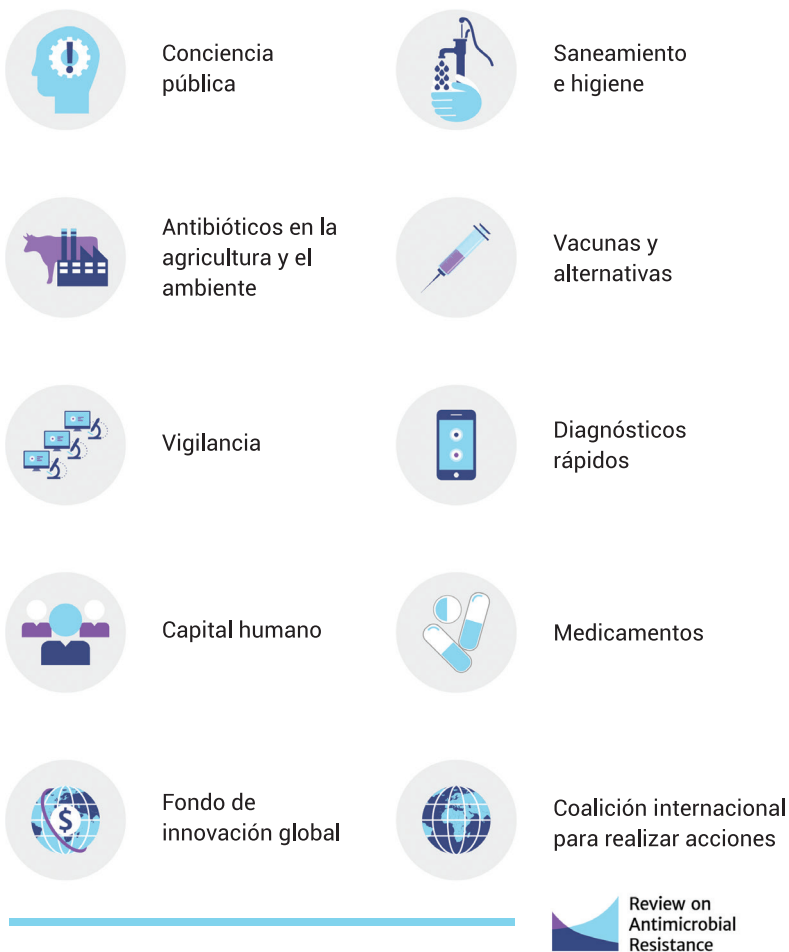 Conciencia
pública
Saneamiento
e higiene
Antibióticos en la
agricultura y el
ambiente
Vacunas y
alternativas
Vigilancia
Diagnósticos
rápidos
Capital humano
Medicamentos
$
Fondo de
innovación global
Coalición internacional
para realizar acciones
Review on
Antimicrobial
Resistance